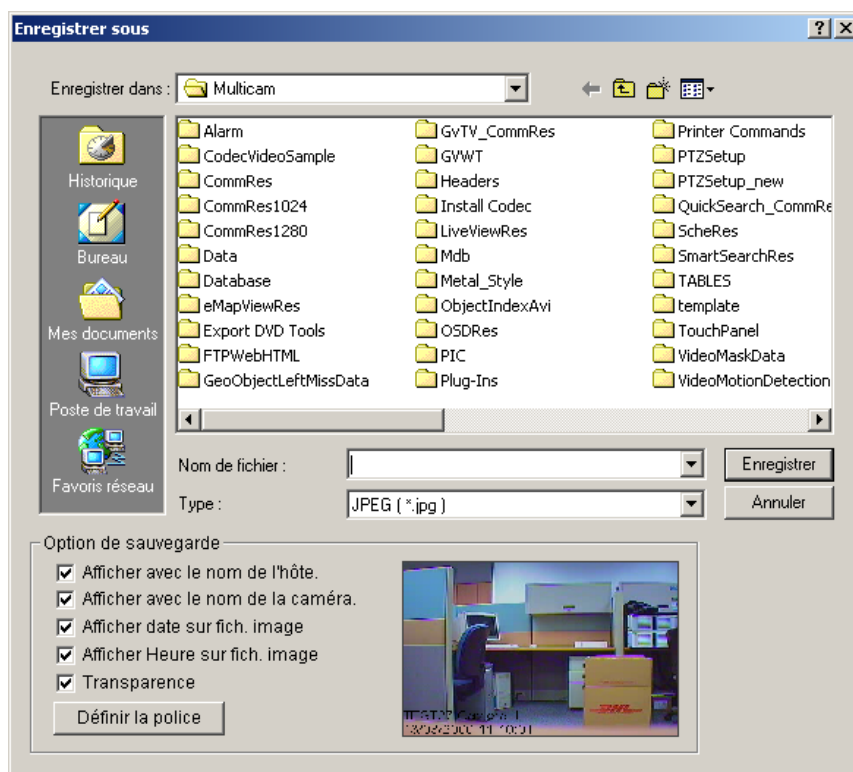 Enregistrer sous
Enregistrer dans : Multicam
Historique
Bureau
Mes documents
Poste de travail
Favoris réseau
Alarm
CodecVideoSample
CommRes
CommRes1024
CommRes1280
Data
Database
eMapViewRes
Export DVD Tools
FTPWebHTML
GeoObjectLeftMissData
GvTV_CommRes
GVWT
Headers
Install Codec
LiveViewRes
Mdb
Metal_Style
ObjectIndexAvi
OSDRes
PIC
Plug-Ins
Printer Commands
PTZSetup
PTZSetup_new
QuickSearch_CommRe
ScheRes
SmartSearchRes
TABLES
template
TouchPanel
VideoMaskData
VideoMotionDetection
Nom de fichier :
Enregistrer
Type : JPEG ( *.jpg )
Annuler
Option de sauvegarde
Afficher avec le nom de l'hôte.
Afficher avec le nom de la caméra.
Afficher date sur fich. image
Afficher Heure sur fich. image
Transparence
Définir la police